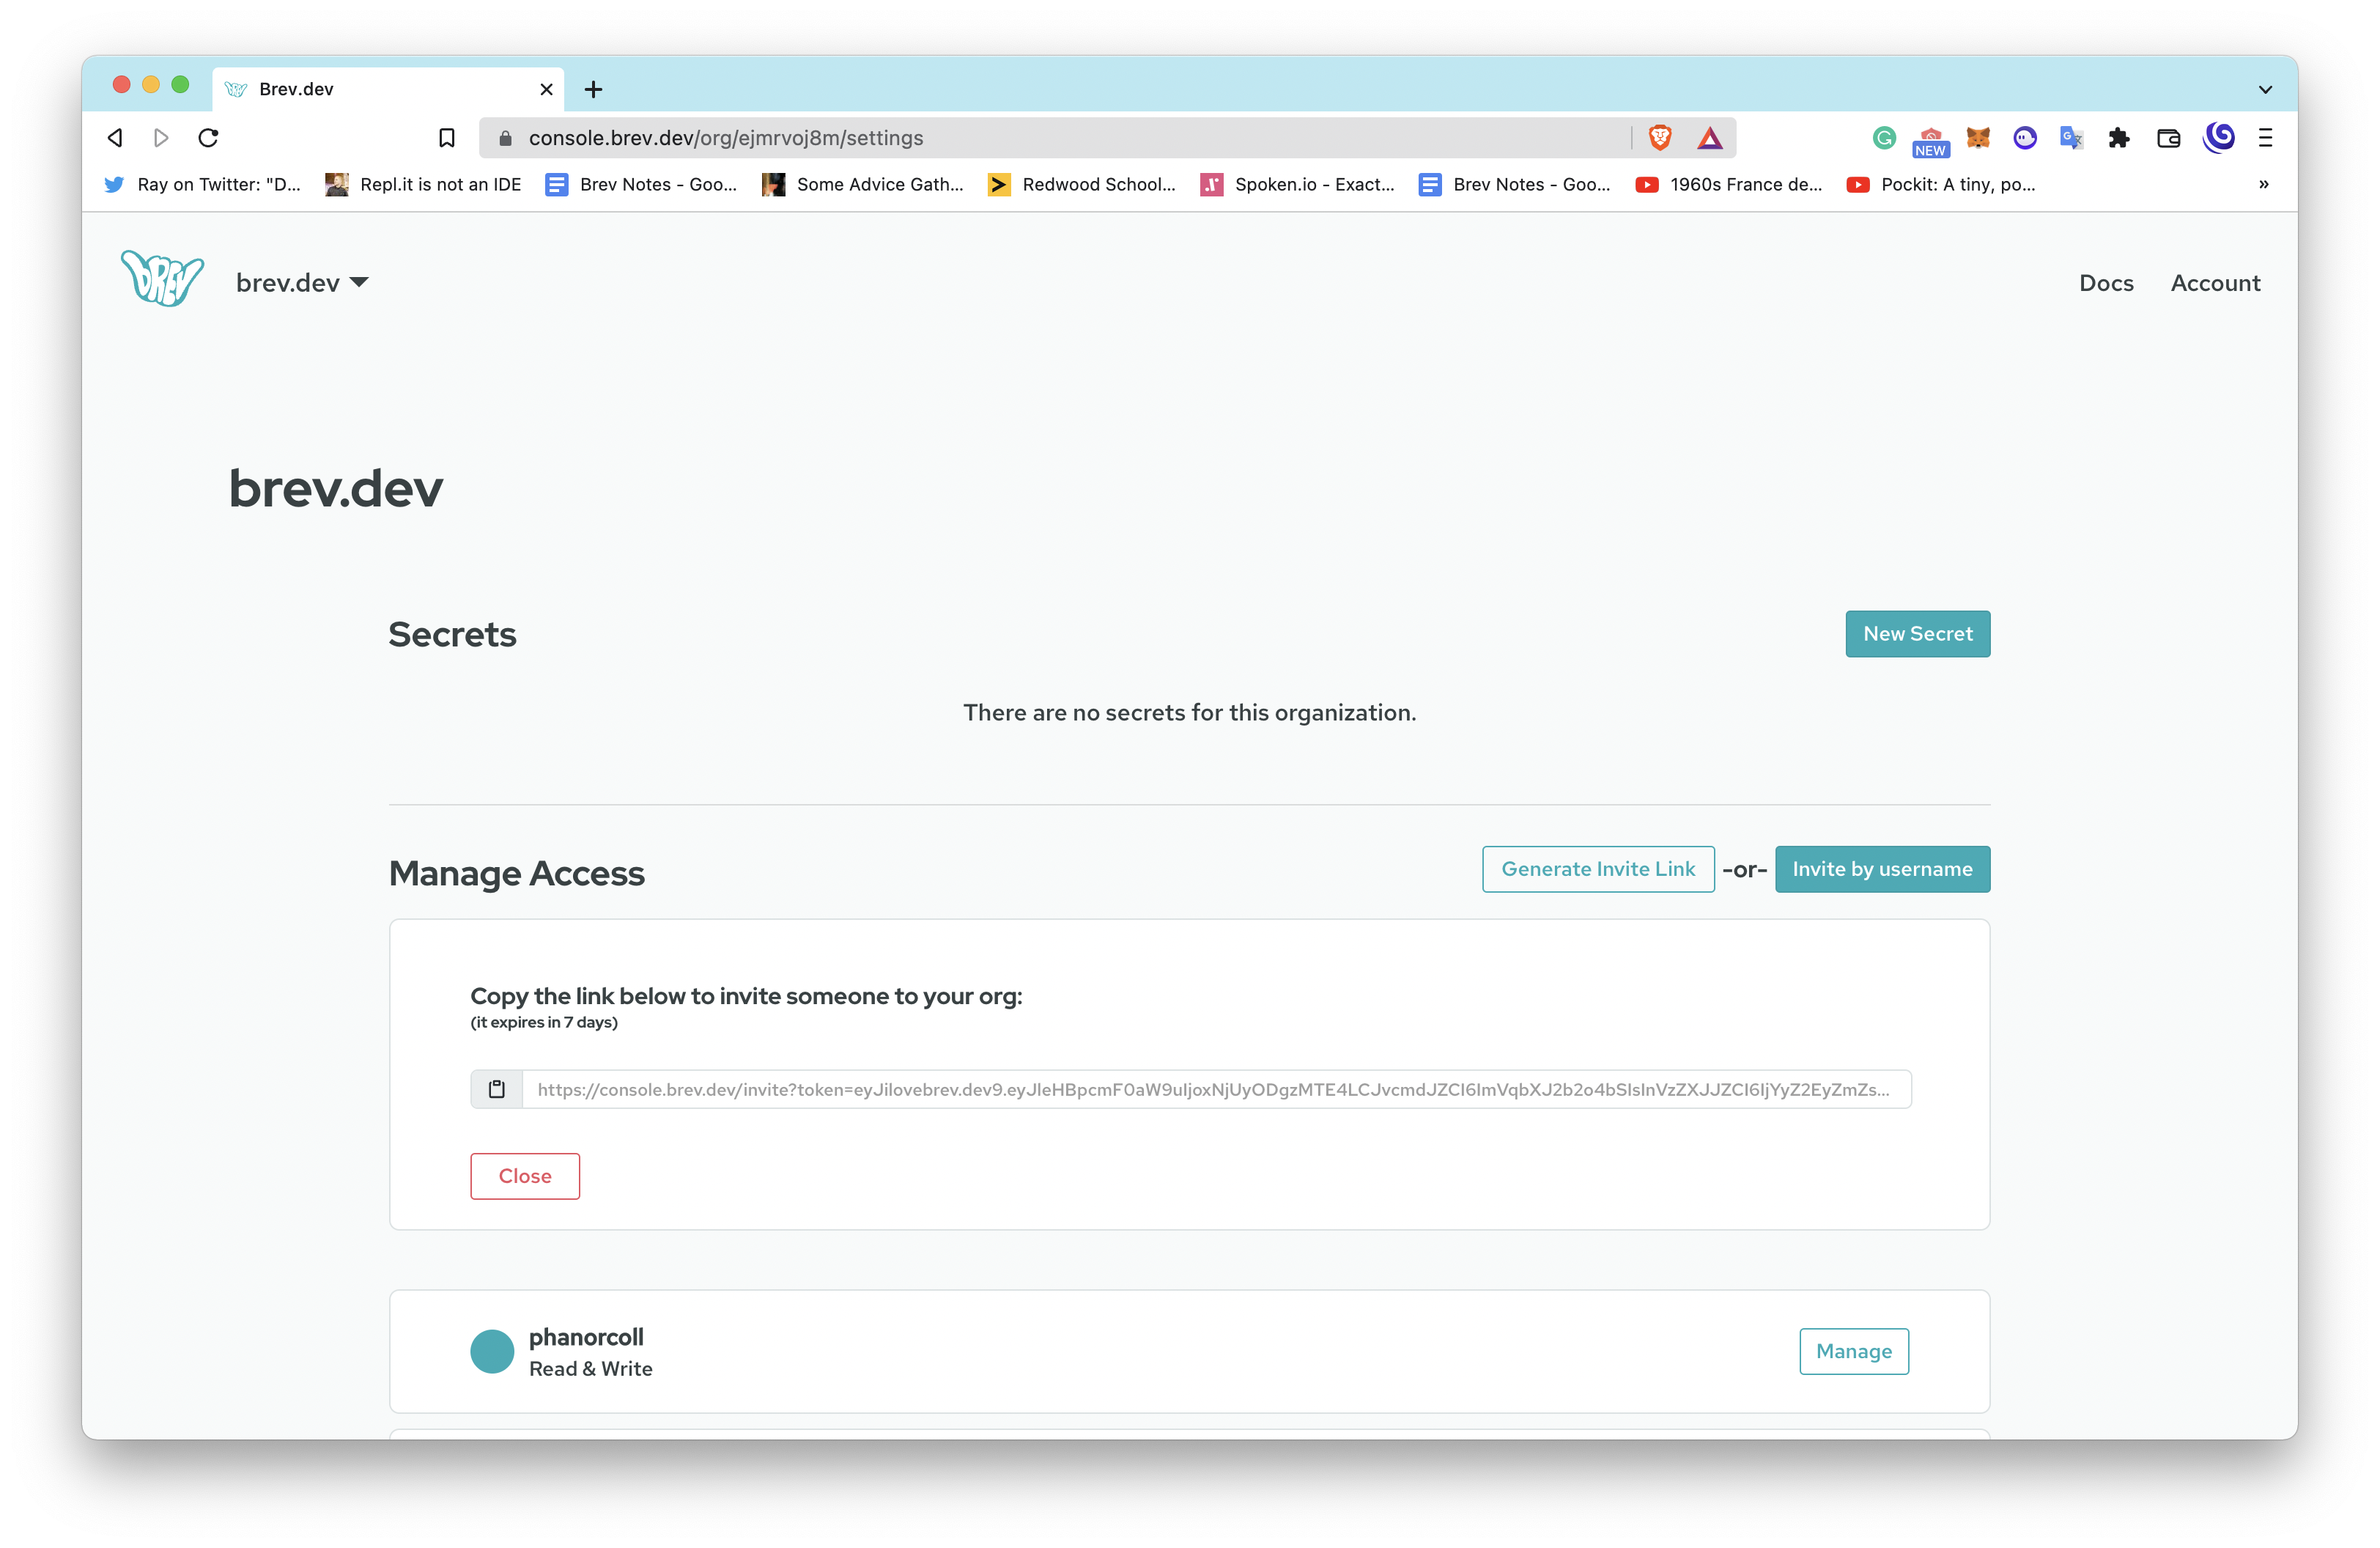 Brev.dev
console.brev.dev/org/ejmrvoj8m/settings
NEW
Ray on Twitter: "D...
Repl.it is not an IDE
Brev Notes - Goo...
Some Advice Gath...
Redwood School...
Spoken.io - Exact...
Brev Notes - Goo...
1960s France de...
Pockit: A tiny, po...
»
BREV
brev.dev
Docs
Account
brev.dev
Secrets
New Secret
There are no secrets for this organization.
Manage Access
Generate Invite Link
-or-
Invite by username
Copy the link below to invite someone to your org:
(it expires in 7 days)
https://console.brev.dev/invite?token=eyJilovebrev.dev9.eyJleHBpcmF0aW9uIjoxNjUyODgzMTE4LCJvcmdJZCI6ImVqbXJ2b2o4bSIsInVzZXJJZCI6IjYyZ2EyZmZs...
Close
phanorcoll
Read & Write
Manage